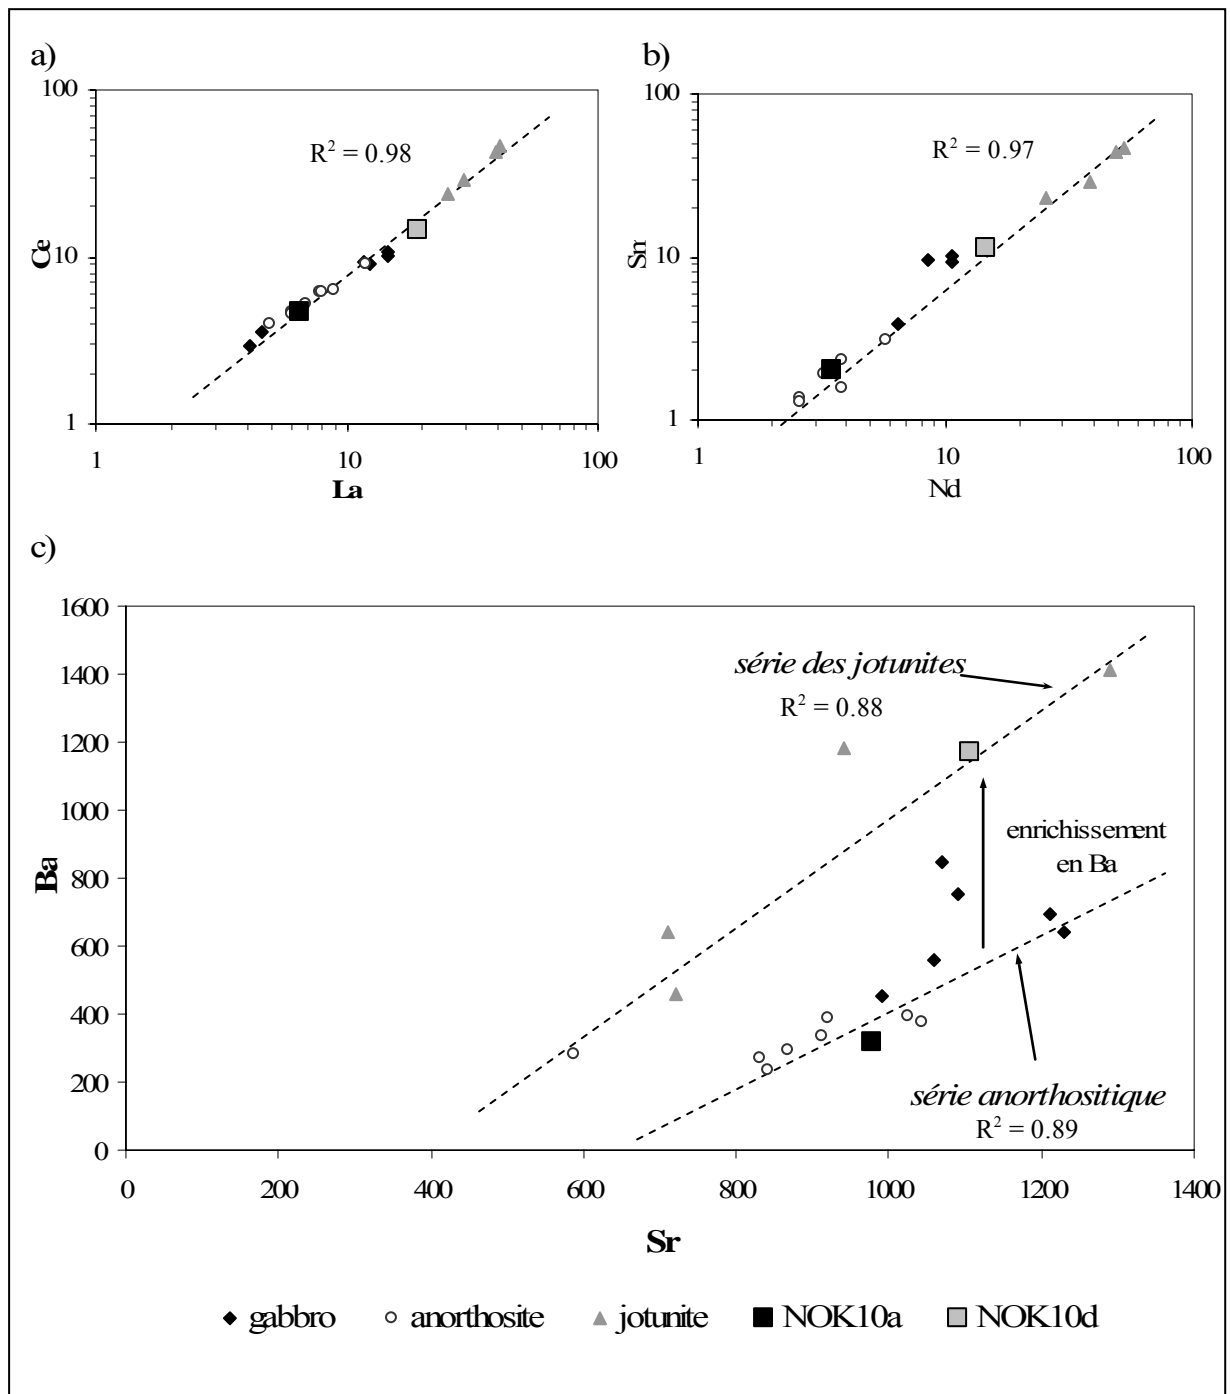 a)
b)
Ce
100
10
1
R² = 0.98
1
10
100
La
Sm
100
10
1
R² = 0.97
1
10
100
Nd
c)
Ba
1600
1400
1200
1000
800
600
400
200
0
série des jotunites
R² = 0.88
enrichissement
en Ba
série anorthositique
R² = 0.89
0
200
400
600
800
1000
1200
1400
Sr
gabbro
anorthosite
jotunite
NOK10a
NOK10d